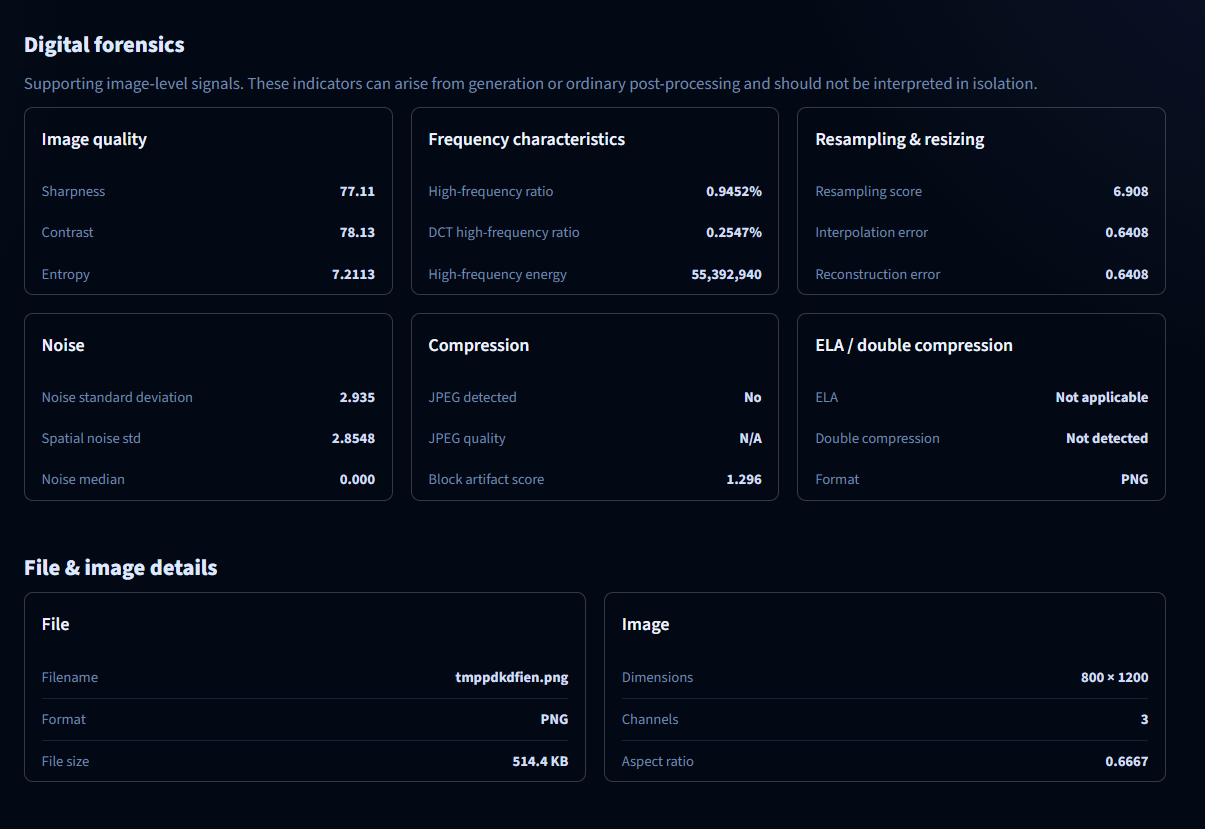 Digital forensics
Supporting image-level signals. These indicators can arise from generation or ordinary post-processing and should not be interpreted in isolation.
Image quality
Sharpness 77.11
Contrast 78.13
Entropy 7.2113
Frequency characteristics
High-frequency ratio 0.9452%
DCT high-frequency ratio 0.2547%
High-frequency energy 55,392,940
Resampling & resizing
Resampling score 6.908
Interpolation error 0.6408
Reconstruction error 0.6408
Noise
Noise standard deviation 2.935
Spatial noise std 2.8548
Noise median 0.000
Compression
JPEG detected No
JPEG quality N/A
Block artifact score 1.296
ELA / double compression
ELA Not applicable
Double compression Not detected
Format PNG
File & image details
File
Filename tmppdkdfien.png
Format PNG
File size 514.4 KB
Image
Dimensions 800 × 1200
Channels 3
Aspect ratio 0.6667